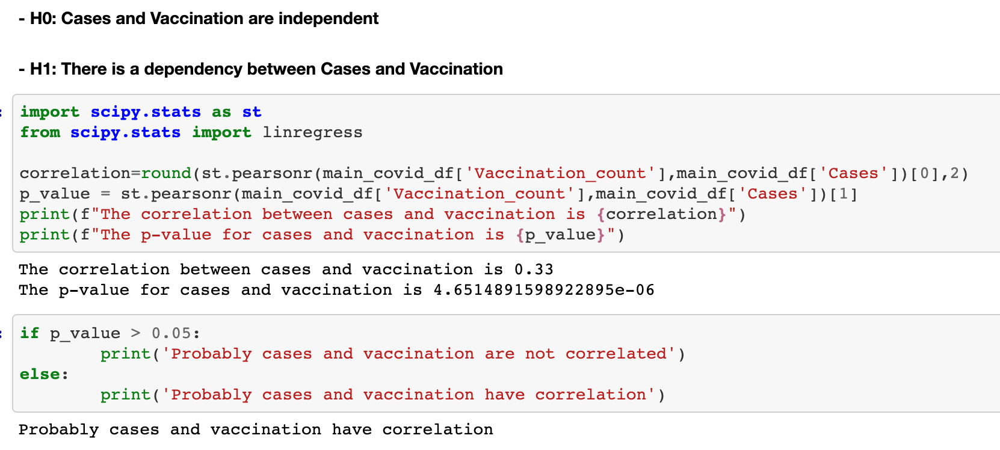 - H0: Cases and Vaccination are independent
- H1: There is a dependency between Cases and Vaccination
: import scipy.stats as st
from scipy.stats import linregress
correlation=round(st.pearsonr(main_covid_df['Vaccination_count'],main_covid_df['Cases'])[0],2)
p_value = st.pearsonr(main_covid_df['Vaccination_count'],main_covid_df['Cases'])[1]
print(f"The correlation between cases and vaccination is {correlation}")
print(f"The p-value for cases and vaccination is {p_value}")
The correlation between cases and vaccination is 0.33
The p-value for cases and vaccination is 4.6514891598922895e-06
: if p_value > 0.05:
        print('Probably cases and vaccination are not correlated')
else:
        print('Probably cases and vaccination have correlation')
Probably cases and vaccination have correlation